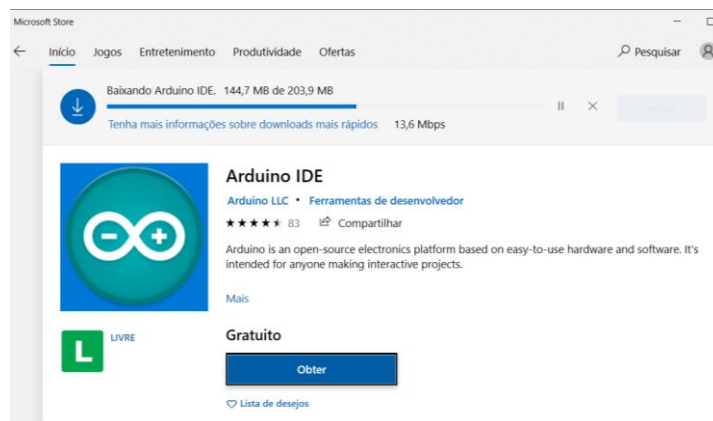 Microsoft Store
Início Jogos Entretenimento Produtividade Ofertas Pesquisar
Baixando Arduino IDE. 144,7 MB de 203,9 MB
Tenha mais informações sobre downloads mais rápidos 13,6 Mbps
Arduino IDE
Arduino LLC • Ferramentas de desenvolvedor
83 Compartilhar
Arduino is an open-source electronics platform based on easy-to-use hardware and software. It's
intended for anyone making interactive projects.
Mais
L LIVRE
Gratuito
Obter
Lista de desejos